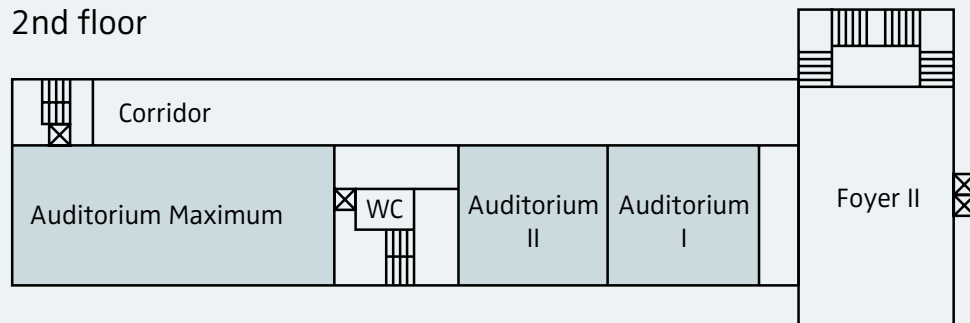 2nd floor
Corridor
Auditorium Maximum
WC
Auditorium
II
Auditorium
I
Foyer II